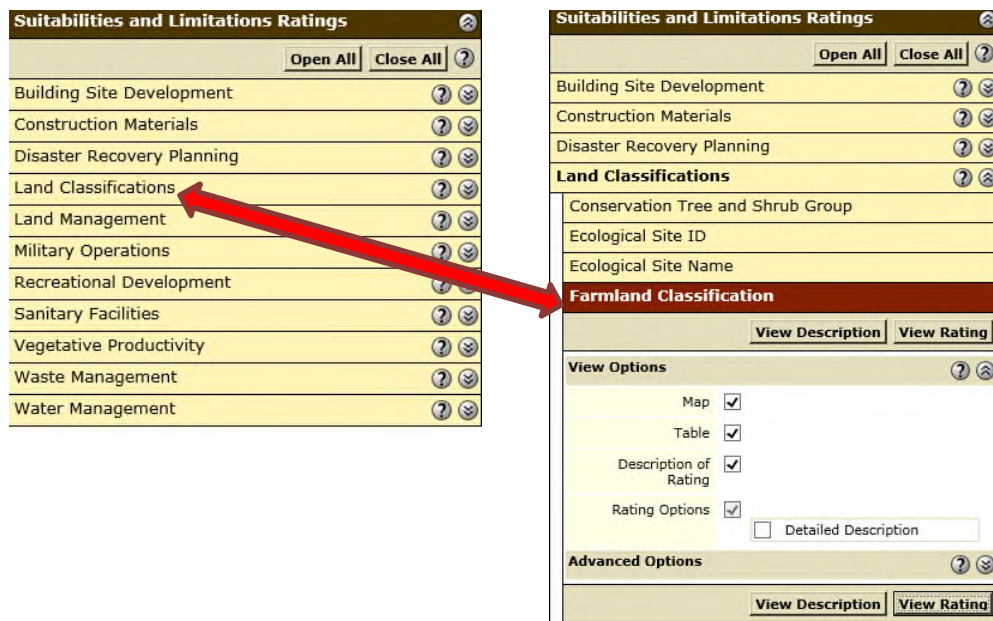 Suitabilities and Limitations Ratings
Open All Close All ?
Building Site Development ?
Construction Materials ?
Disaster Recovery Planning ?
Land Classifications ?
Land Management ?
Military Operations ?
Recreational Development ?
Sanitary Facilities ?
Vegetative Productivity ?
Waste Management ?
Water Management ?
Suitabilities and Limitations Ratings
Open All Close All ?
Building Site Development ?
Construction Materials ?
Disaster Recovery Planning ?
Land Classifications ?
Conservation Tree and Shrub Group
Ecological Site ID
Ecological Site Name
Farmland Classification
View Description View Rating
View Options ?
Map
Table
Description of
Rating
Rating Options
Detailed Description
Advanced Options ?
View Description View Rating